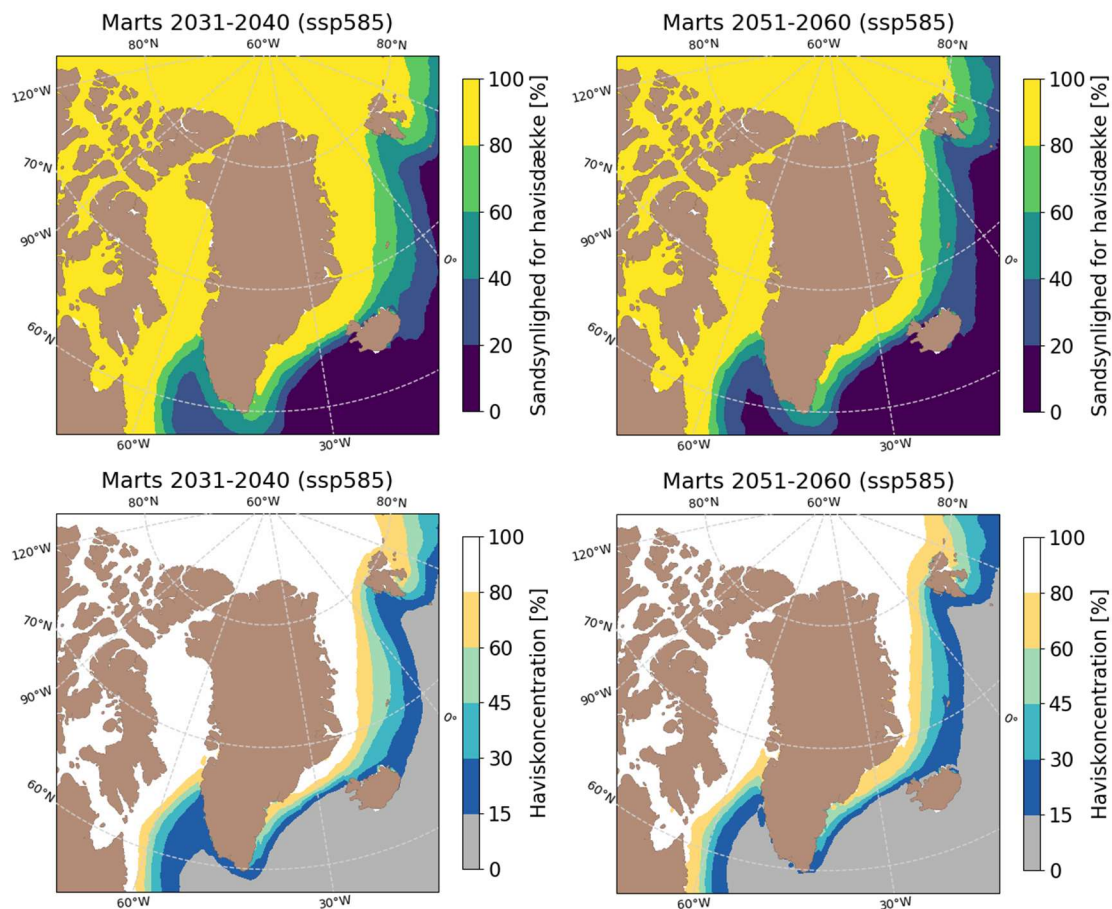 Marts 2031-2040 (ssp585)
80°N 60°W 80°N
120°W
70°N
90°W
60°N
60°W 30°W
0°
100
80
60
40
20
0
Sandsynlighed for havisdække [%]
Marts 2051-2060 (ssp585)
80°N 60°W 80°N
120°W
70°N
90°W
60°N
60°W 30°W
0°
100
80
60
40
20
0
Sandsynlighed for havisdække [%]
Marts 2031-2040 (ssp585)
80°N 60°W 80°N
120°W
70°N
90°W
60°N
60°W 30°W
0°
100
80
60
45
30
15
0
Haviskoncentration [%]
Marts 2051-2060 (ssp585)
80°N 60°W 80°N
120°W
70°N
90°W
60°N
60°W 30°W
0°
100
80
60
45
30
15
0
Haviskoncentration [%]